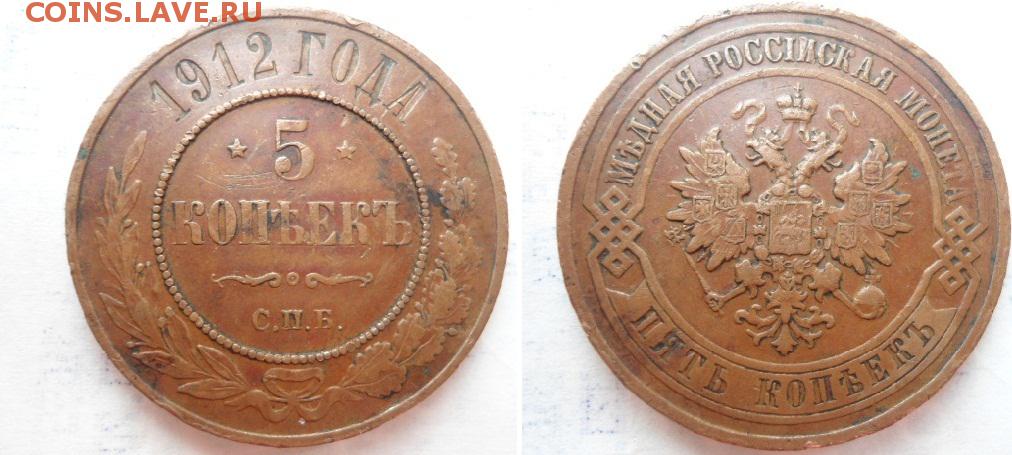 COINS.LAVE.RU
1912 ГОДА
5
КОПѢЕКЪ
С.П.Б.
МѢДНАЯ РОССІЙСКАЯ МОНЕТА
ПЯТЬ КОПѢЕКЪ